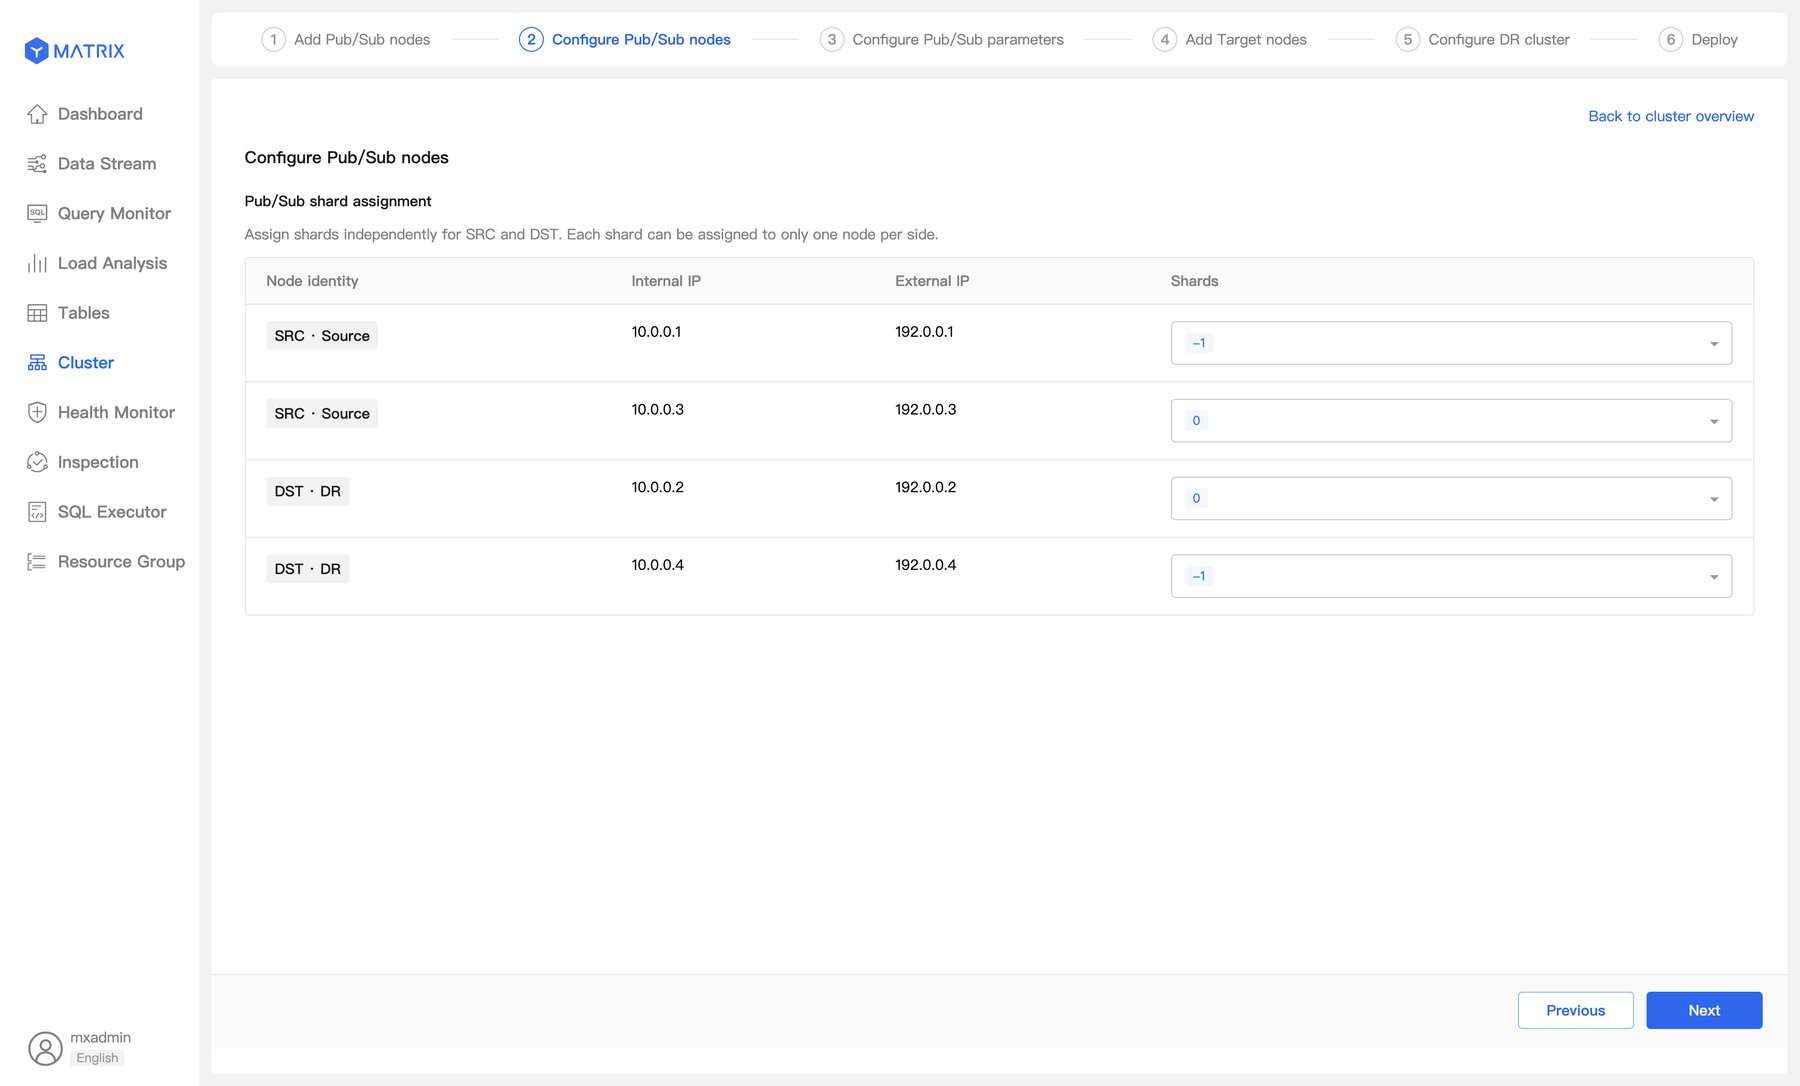 MATRIX
Dashboard
Data Stream
Query Monitor
Load Analysis
Tables
Cluster
Health Monitor
Inspection
SQL Executor
Resource Group
mxadmin
English
1 Add Pub/Sub nodes
2 Configure Pub/Sub nodes
3 Configure Pub/Sub parameters
4 Add Target nodes
5 Configure DR cluster
6 Deploy
Back to cluster overview
Configure Pub/Sub nodes
Pub/Sub shard assignment
Assign shards independently for SRC and DST. Each shard can be assigned to only one node per side.
Node identity Internal IP External IP Shards
SRC · Source 10.0.0.1 192.0.0.1 -1
SRC · Source 10.0.0.3 192.0.0.3 0
DST · DR 10.0.0.2 192.0.0.2 0
DST · DR 10.0.0.4 192.0.0.4 -1
Previous Next